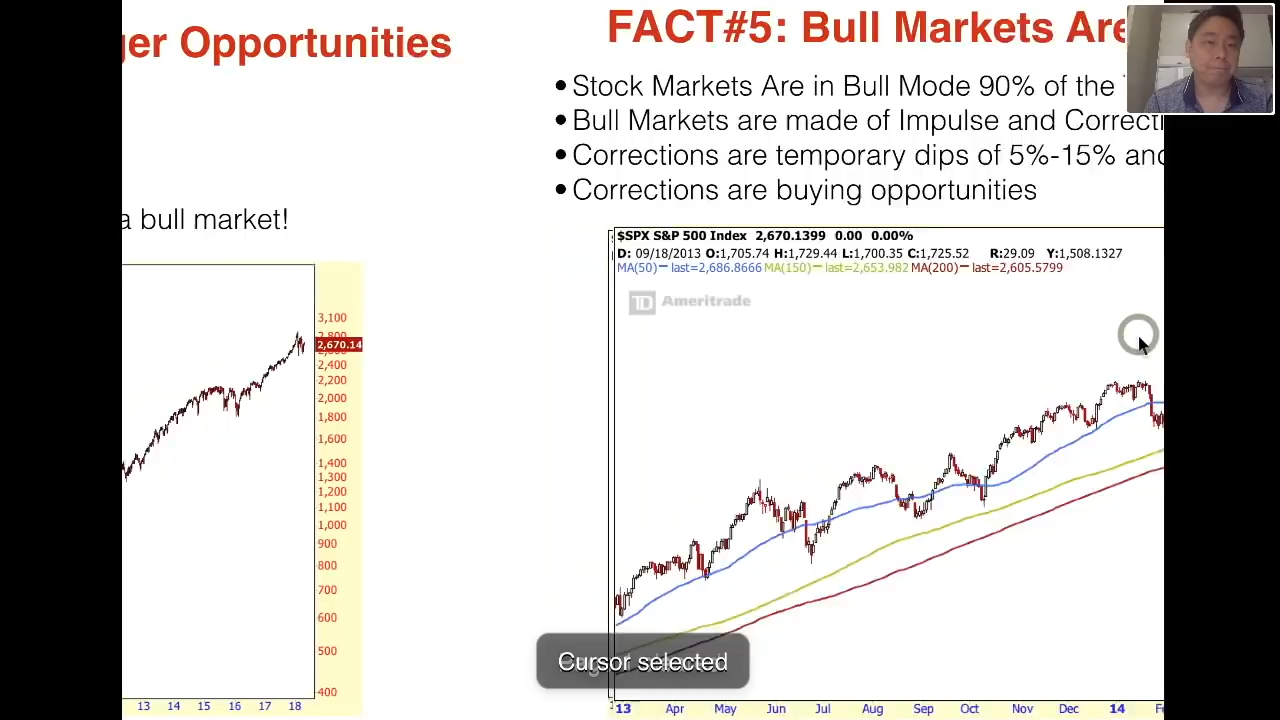 ger Opportunities
a bull market!
3,100
2,670.14
2,400
2,200
2,000
1,800
1,600
1,400
1,300
1,200
1,100
1,000
900
800
700
600
500
400
13 14 15 16 17 18
FACT#5: Bull Markets Are
•Stock Markets Are in Bull Mode 90% of the
•Bull Markets are made of Impulse and Correcti
•Corrections are temporary dips of 5%-15% and
•Corrections are buying opportunities
$SPX S&P 500 Index 2,670.1399 0.00 0.00%
D: 09/18/2013 O:1,705.74 H:1,729.44 L:1,700.35 C:1,725.52 R:29.09 Y:1,508.1327
MA(50)— last=2,686.8666 MA(150)— last=2,653.982 MA(200)— last=2,605.5799
TD Ameritrade
Cursor selected
13 Apr May Jun Jul Aug Sep Oct Nov Dec 14